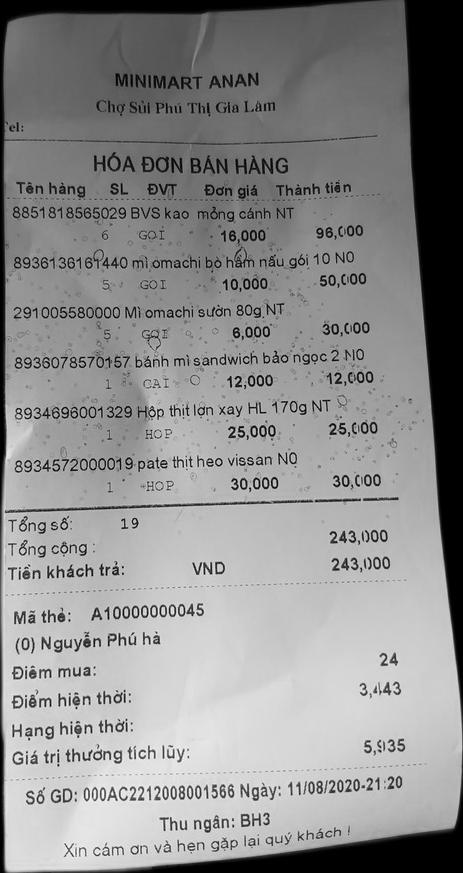 MINIMART ANAN
Chợ Sủi Phú Thị Gia Lâm
Tel:
HÓA ĐƠN BÁN HÀNG
Tên hàng SL ĐVT Đơn giá Thành tiền
8851818565029 BVS kao mỏng cánh NT
6 GOI 16,000 96,000
8936136161440 mì omachi bò hầm nấu gói 10 N0
5 GOI 10,000 50,000
291005580000 Mì omachi sườn 80g NT
5 GOI 6,000 30,000
8936078570157 bánh mì sandwich bảo ngọc 2 N0
1 CAI 12,000 12,000
8934696001329 Hộp thịt lợn xay HL 170g NT
1 HOP 25,000 25,000
8934572000019 pate thịt heo vissan N0
1 HOP 30,000 30,000
Tổng số: 19
Tổng cộng : 243,000
Tiền khách trả: VND 243,000
Mã thẻ: A10000000045
(0) Nguyễn Phú hà
Điểm mua: 24
Điểm hiện thời: 3,443
Hạng hiện thời:
Giá trị thưởng tích lũy: 5,935
Số GD: 000AC2212008001566 Ngày: 11/08/2020-21:20
Thu ngân: BH3
Xin cám ơn và hẹn gặp lại quý khách !